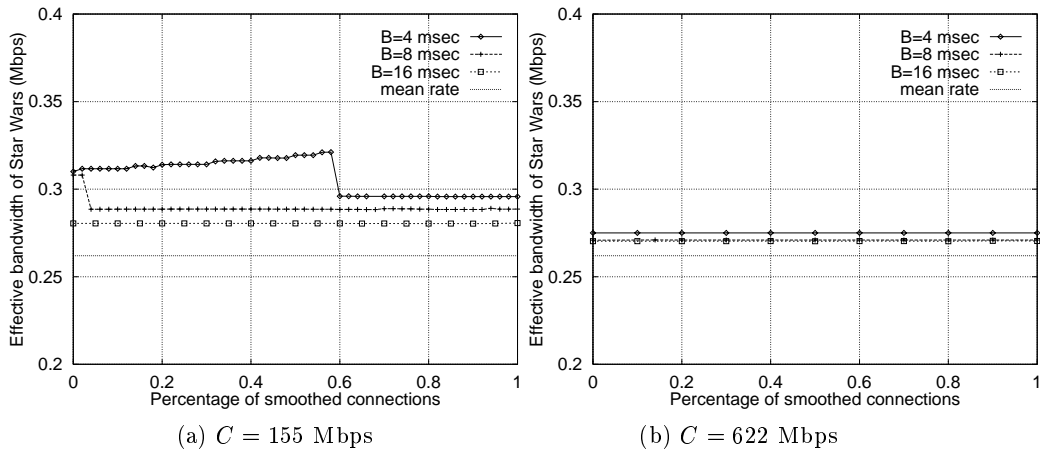 0.4
0.35
0.3
0.25
0.2
Effective bandwidth of Star Wars (Mbps)
B=4 msec
B=8 msec
B=16 msec
mean rate
0 0.2 0.4 0.6 0.8 1
Percentage of smoothed connections
(a) C = 155 Mbps
0.4
0.35
0.3
0.25
0.2
Effective bandwidth of Star Wars (Mbps)
B=4 msec
B=8 msec
B=16 msec
mean rate
0 0.2 0.4 0.6 0.8 1
Percentage of smoothed connections
(b) C = 622 Mbps